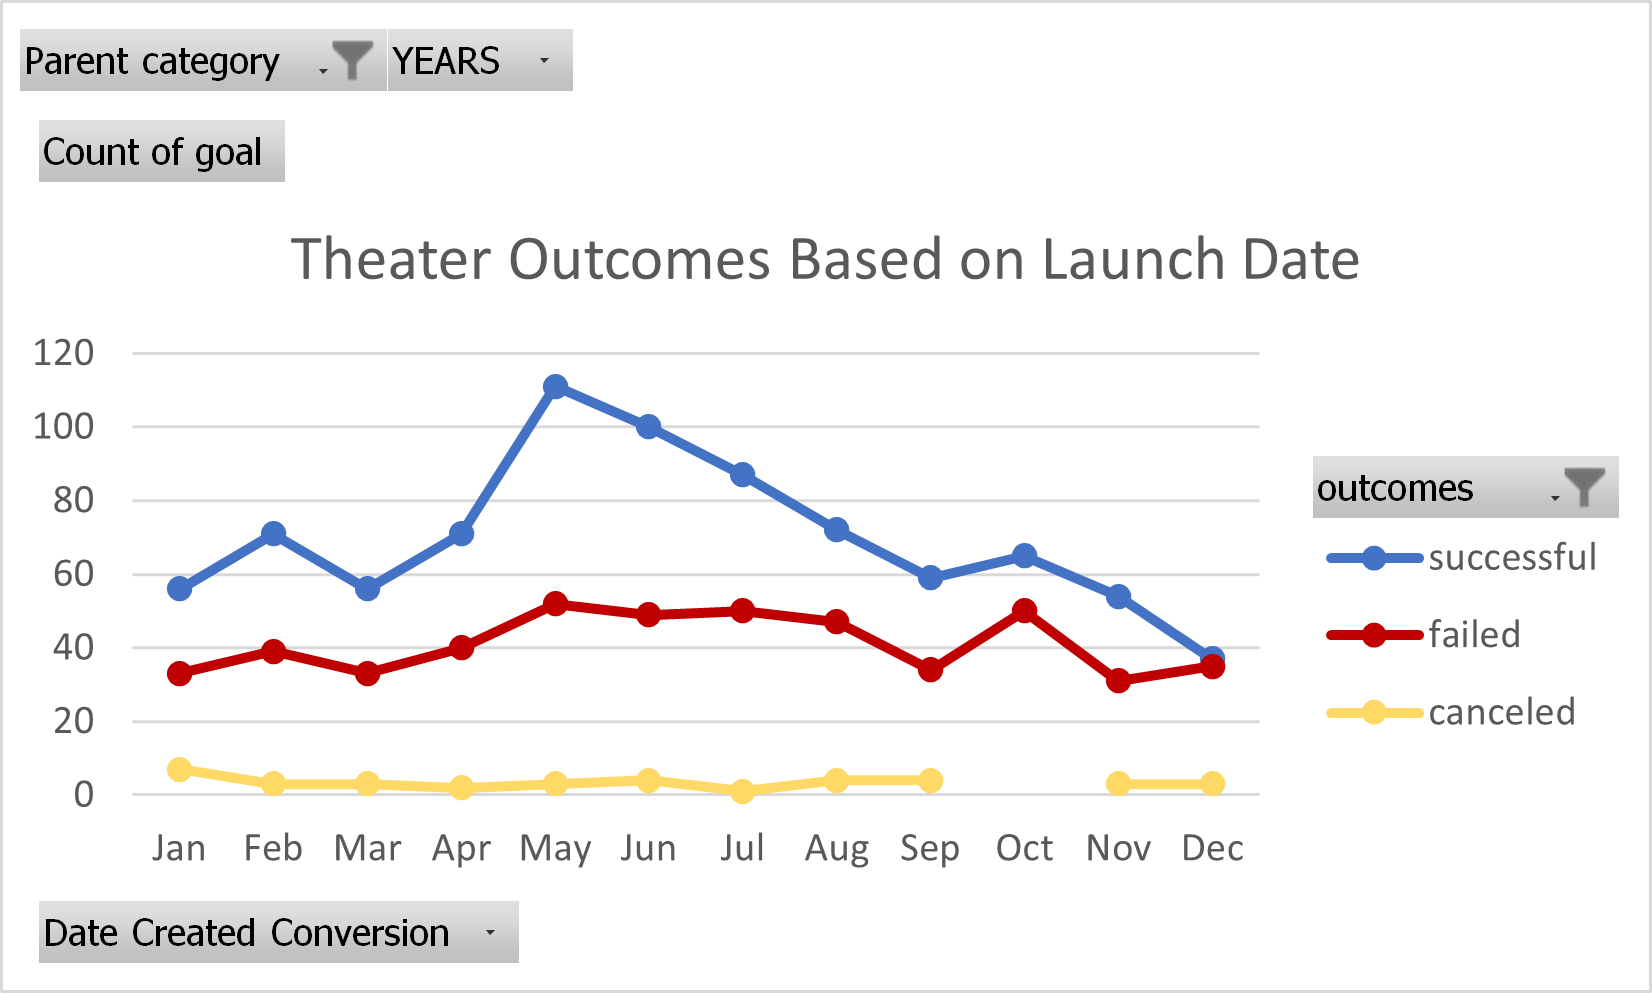 Parent category YEARS
Count of goal
Theater Outcomes Based on Launch Date
120
100
80
60
40
20
0
Jan Feb Mar Apr May Jun Jul Aug Sep Oct Nov Dec
outcomes
successful
failed
canceled
Date Created Conversion